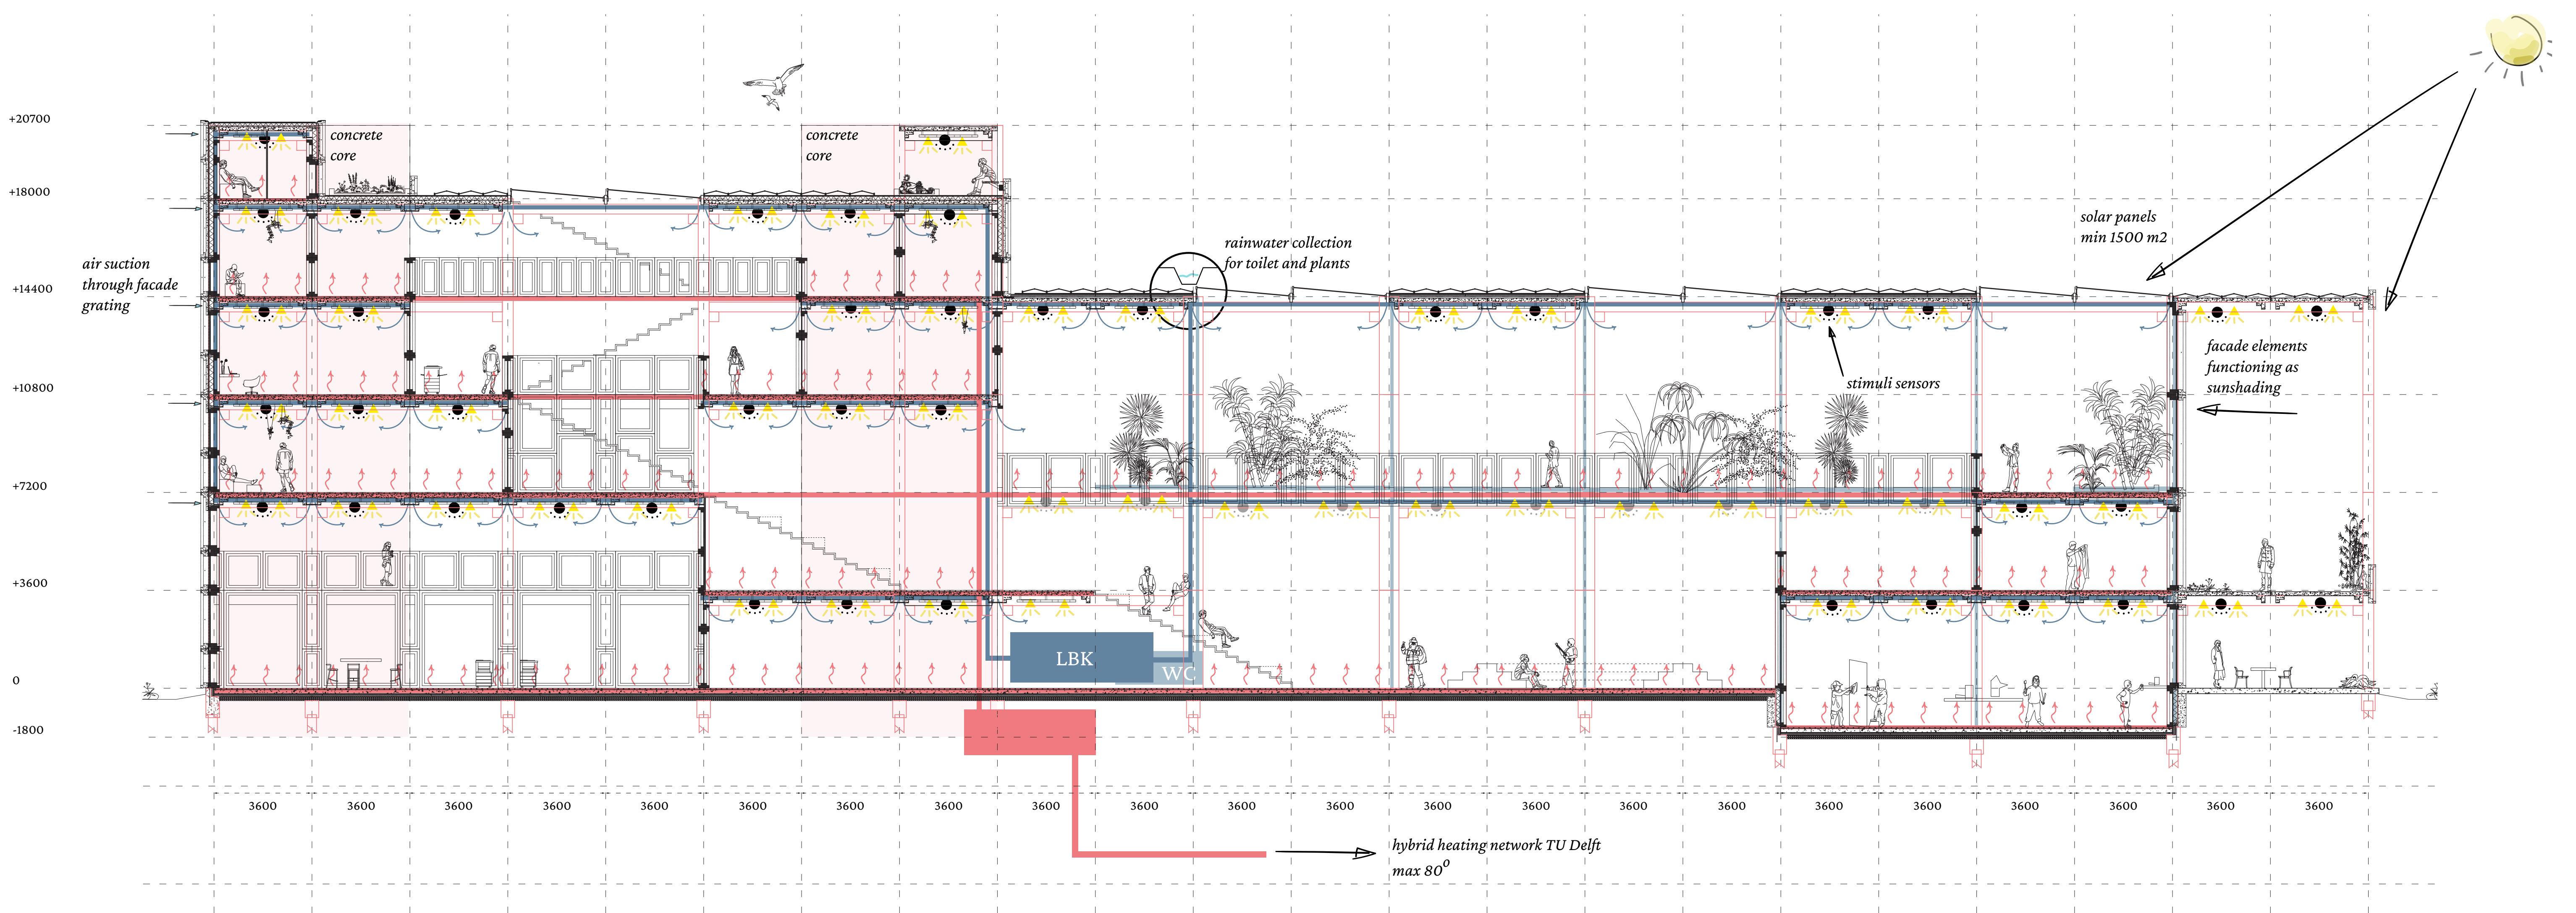 +20700
concrete
core
concrete
core
+18000
solar panels
min 1500 m2
rainwater collection
for toilet and plants
air suction
through facade
grating
+14400
facade elements
functioning as
sunshading
stimuli sensors
+10800
+7200
+3600
LBK
WC
0
-1800
3600 3600 3600 3600 3600 3600 3600 3600 3600 3600 3600 3600 3600 3600 3600 3600 3600 3600 3600 3600 3600 3600
hybrid heating network TU Delft
max 80⁰